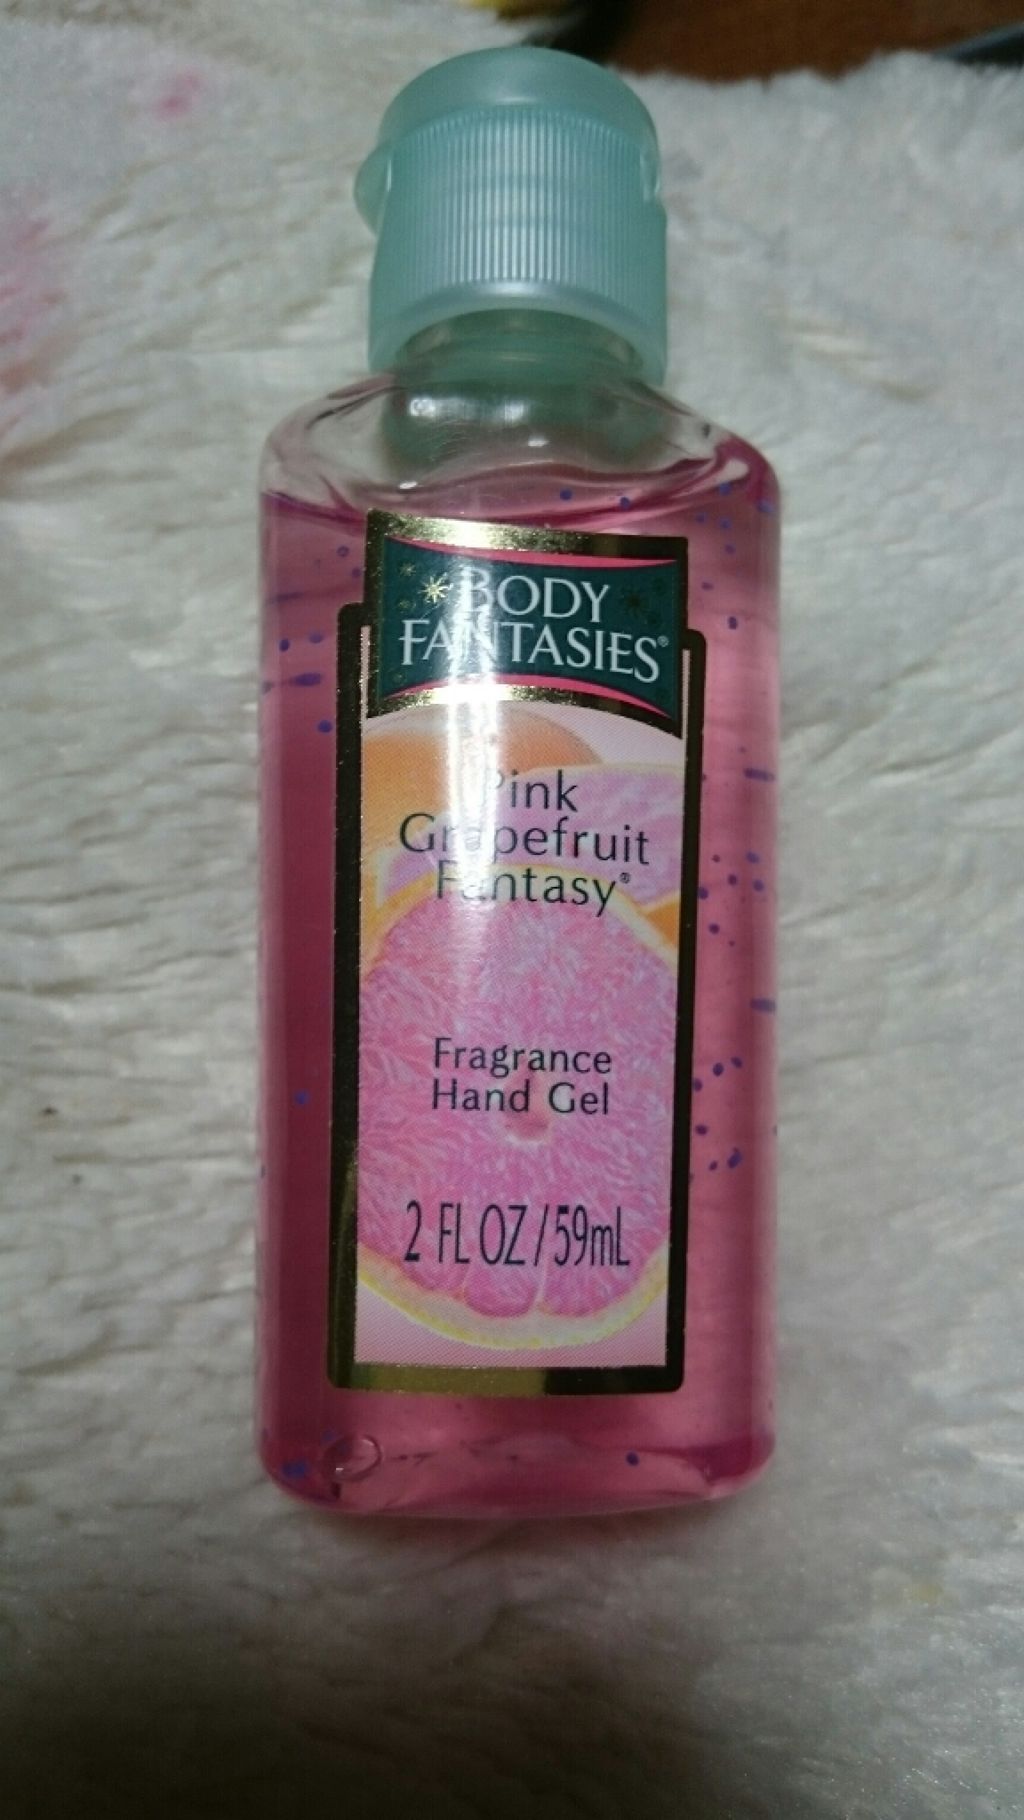 BODY
FANTASIES®
Pink
Grapefruit
Fantasy®
Fragrance
Hand Gel
2 FL OZ/59mL